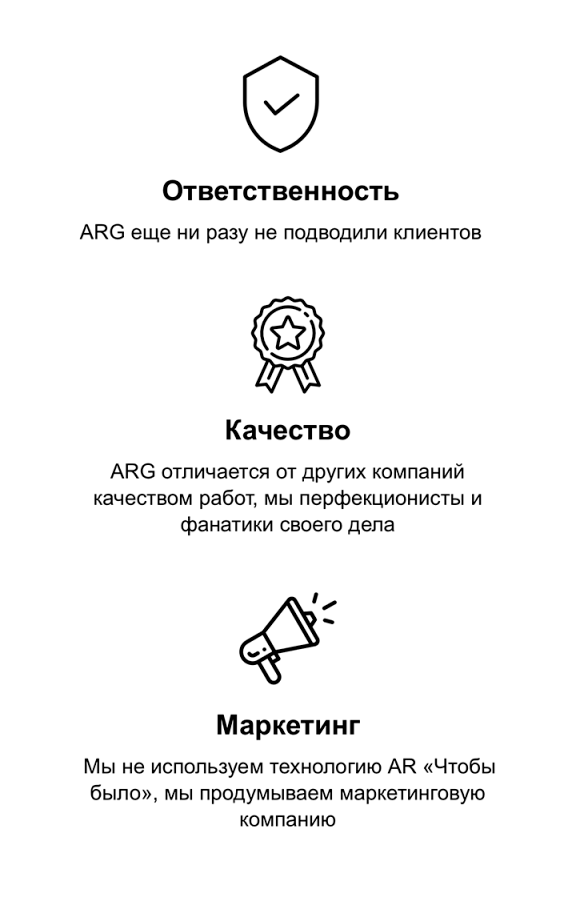 Ответственность
ARG еще ни разу не подводили клиентов
Качество
ARG отличается от других компаний
качеством работ, мы перфекционисты и
фанатики своего дела
Маркетинг
Мы не используем технологию AR «Чтобы
было», мы продумываем маркетинговую
компанию